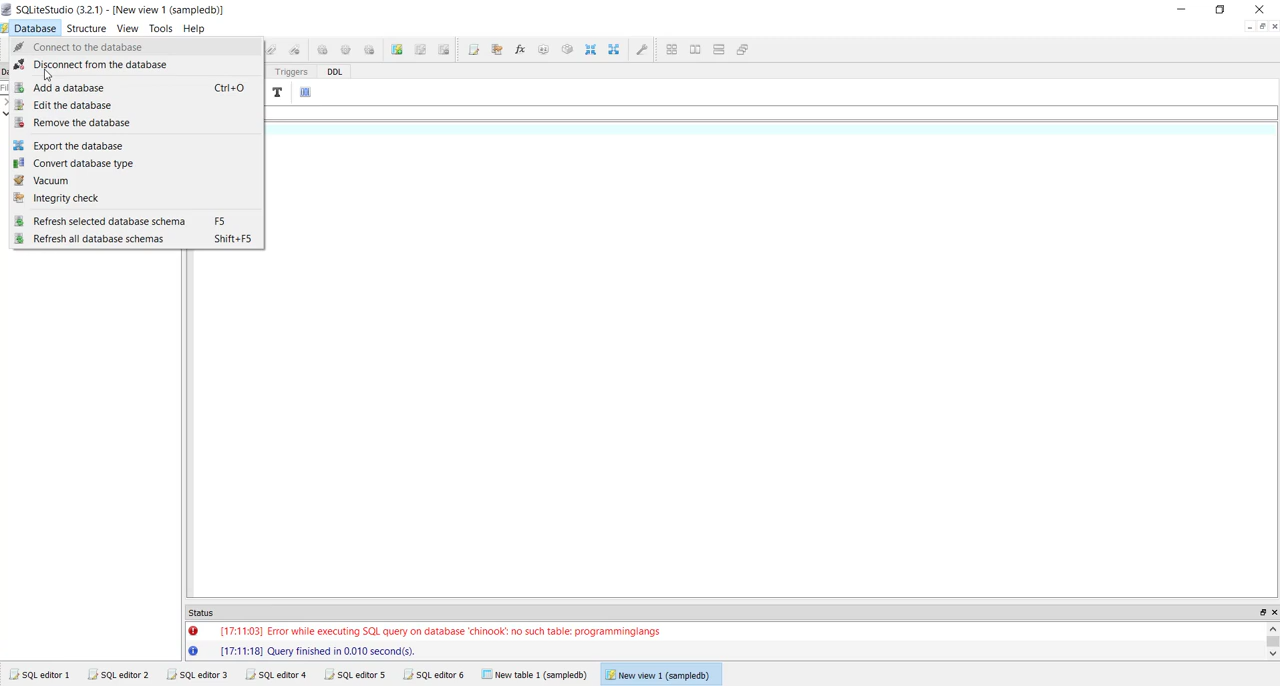 SQLiteStudio (3.2.1) - [New view 1 (sampledb)]
Database Structure View Tools Help
Connect to the database
Disconnect from the database
Triggers DDL
Add a database Ctrl+O
Edit the database
Remove the database
Export the database
Convert database type
Vacuum
Integrity check
Refresh selected database schema F5
Refresh all database schemas Shift+F5
Status
[17:11:03] Error while executing SQL query on database 'chinook': no such table: programminglangs
[17:11:18] Query finished in 0.010 second(s).
SQL editor 1 SQL editor 2 SQL editor 3 SQL editor 4 SQL editor 5 SQL editor 6 New table 1 (sampledb) New view 1 (sampledb)